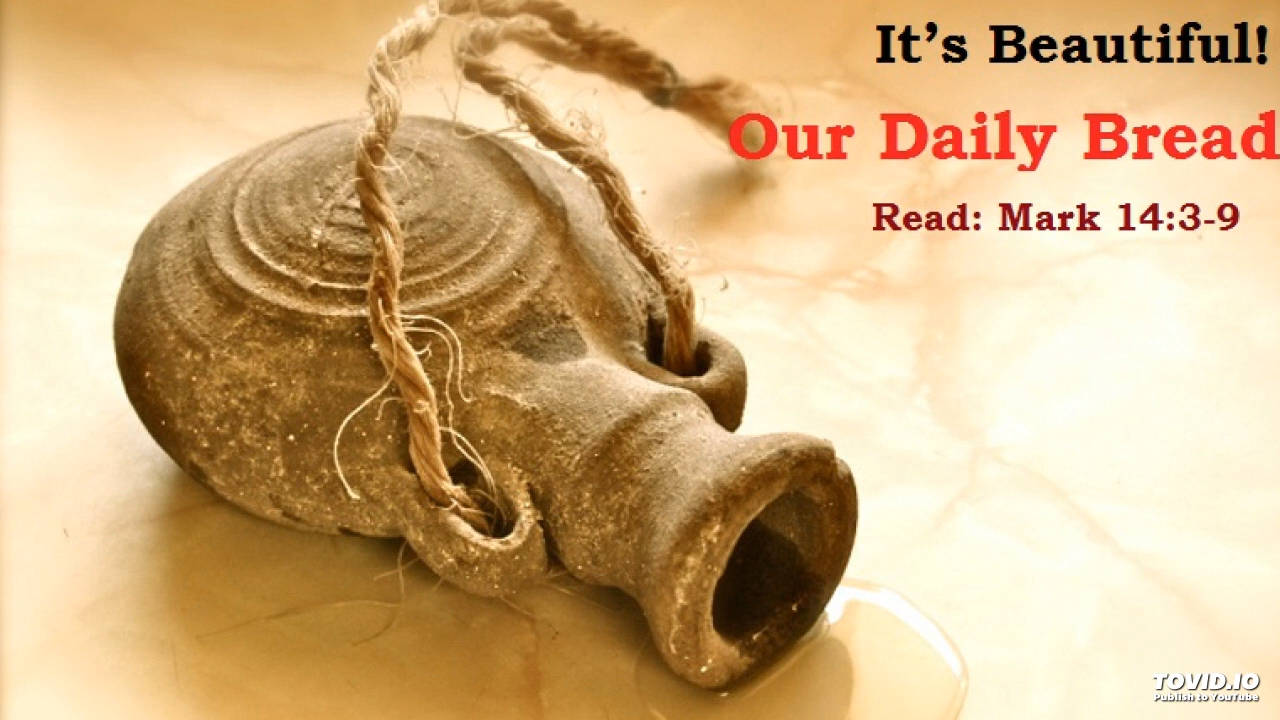 It’s Beautiful!
Our Daily Bread
Read: Mark 14:3-9
TOVID.IO
Publish to YouTube